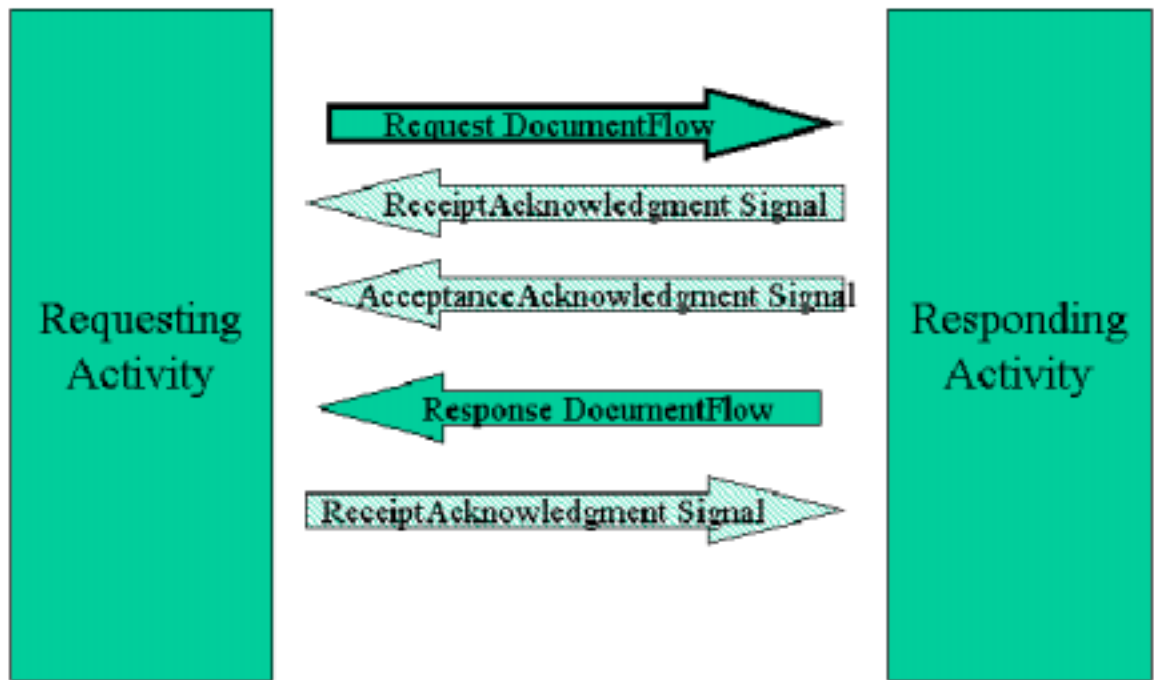 Request DocumentFlow
ReceiptAcknowledgment Signal
AcceptanceAcknowledgment Signal
Requesting
Activity
Responding
Activity
Response DocumentFlow
ReceiptAcknowledgment Signal